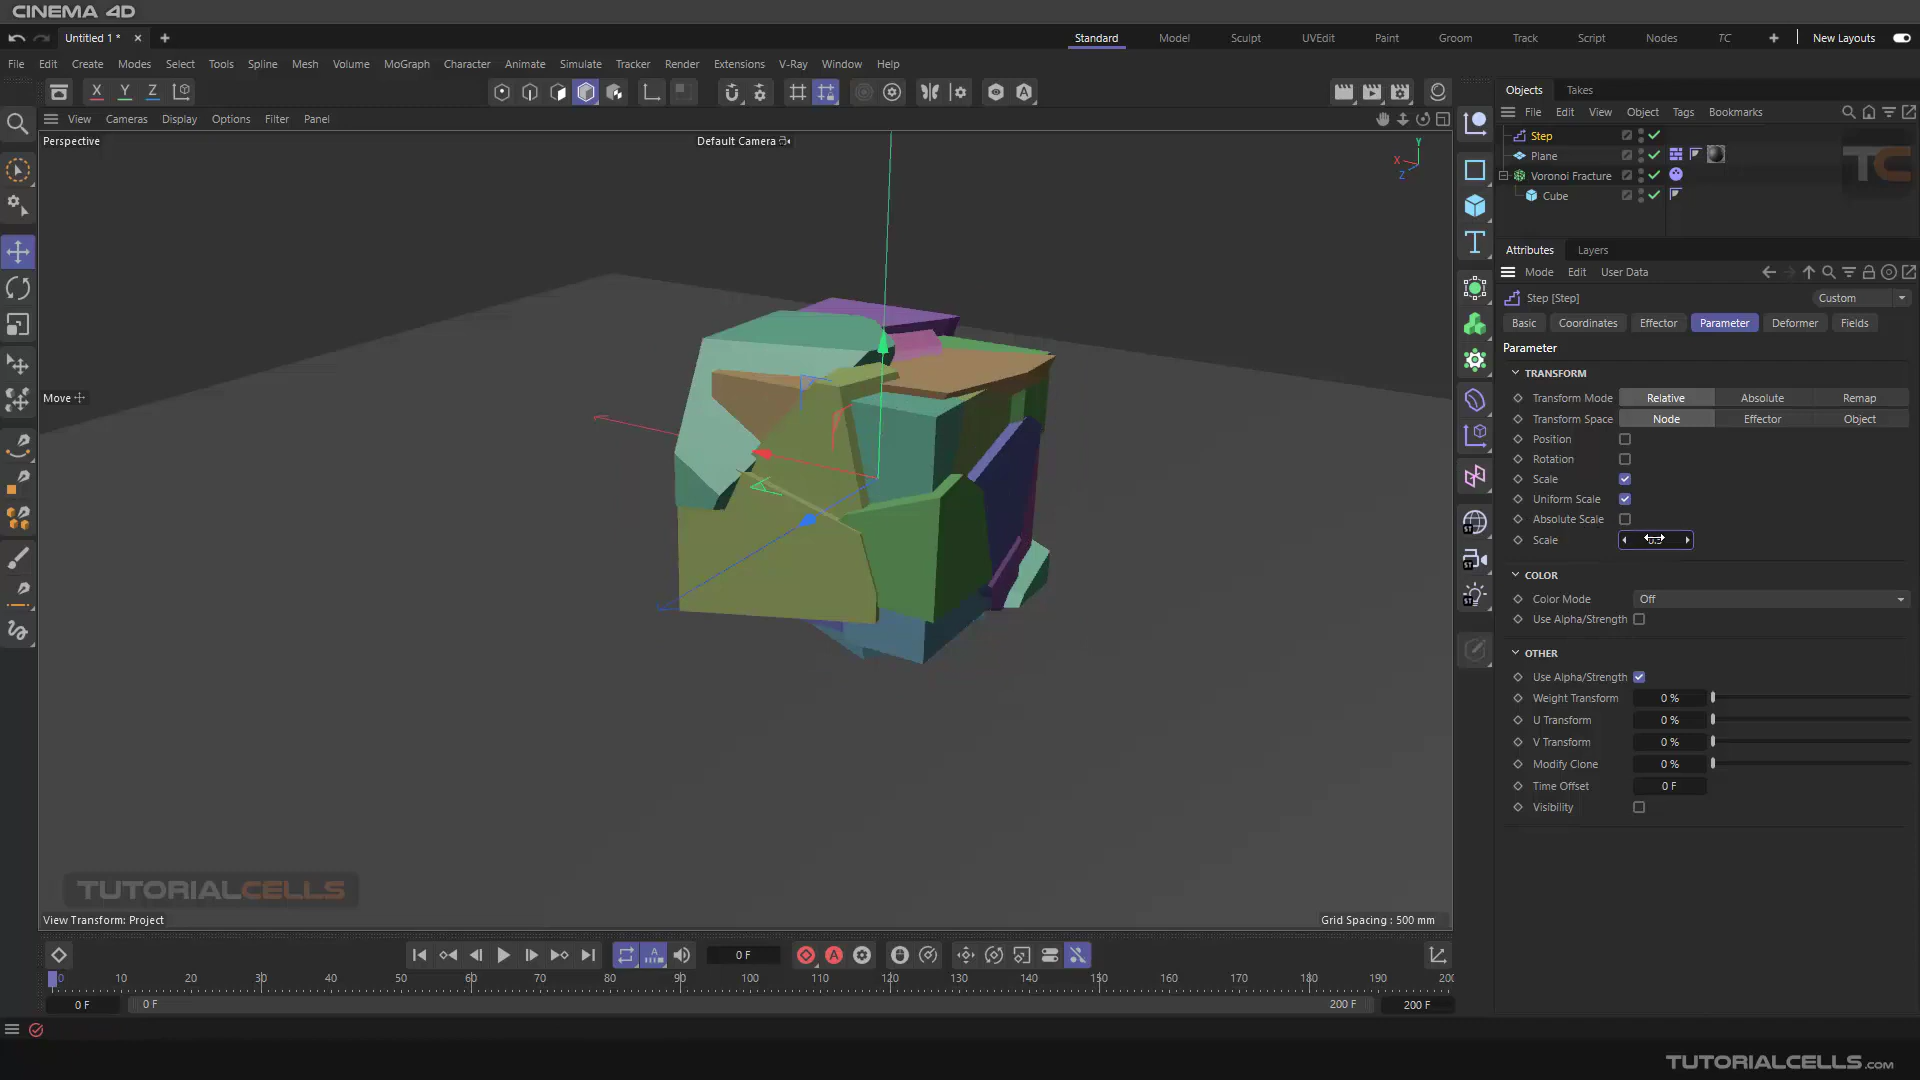 CINEMA 4D
Untitled 1 *
Standard
Model
Sculpt
UVEdit
Paint
Groom
Track
Script
Nodes
TC
New Layouts
File
Edit
Create
Modes
Select
Tools
Spline
Mesh
Volume
MoGraph
Character
Animate
Simulate
Tracker
Render
Extensions
V-Ray
Window
Help
X
Y
Z
View
Cameras
Display
Options
Filter
Panel
Perspective
Default Camera
Y
X
Z
Move
TUTORIALCELLS
View Transform: Project
Grid Spacing : 500 mm
Objects
Takes
File
Edit
View
Object
Tags
Bookmarks
Step
Plane
Voronoi Fracture
Cube
TC
Attributes
Layers
Mode
Edit
User Data
Step [Step]
Custom
Basic
Coordinates
Effector
Parameter
Deformer
Fields
Parameter
TRANSFORM
Transform Mode
Relative
Absolute
Remap
Transform Space
Node
Effector
Object
Position
Rotation
Scale
Uniform Scale
Absolute Scale
Scale
COLOR
Color Mode
Off
Use Alpha/Strength
OTHER
Use Alpha/Strength
Weight Transform
0 %
U Transform
0 %
V Transform
0 %
Modify Clone
0 %
Time Offset
0 F
Visibility
ST
ST
ST
0 F
0
10
20
30
40
50
60
70
80
90
100
110
120
130
140
150
160
170
180
190
200
0 F
0 F
200 F
200 F
TUTORIALCELLS.COM